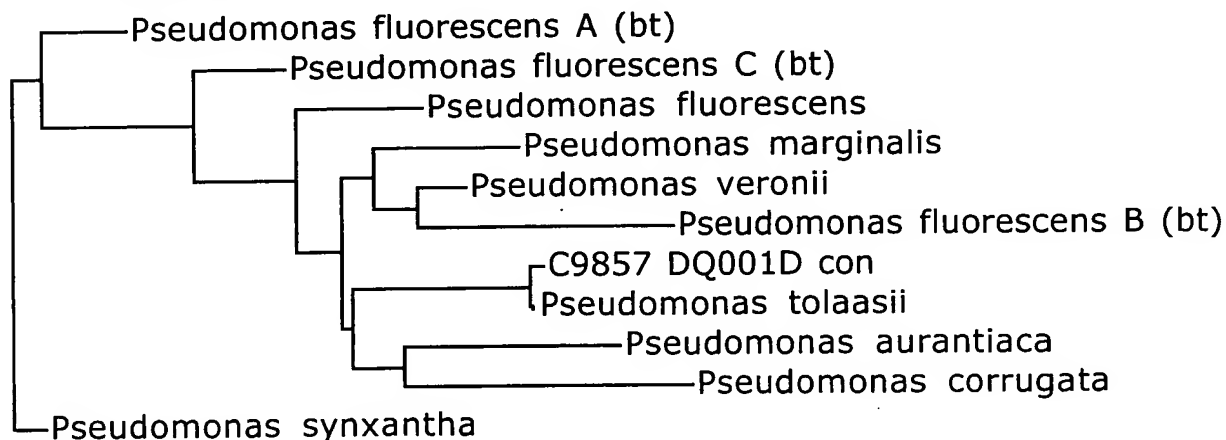 Pseudomonas fluorescens A (bt)
Pseudomonas fluorescens C (bt)
Pseudomonas fluorescens
Pseudomonas marginalis
Pseudomonas veronii
Pseudomonas fluorescens B (bt)
C9857 DQ001D con
Pseudomonas tolaasii
Pseudomonas aurantiaca
Pseudomonas corrugata
Pseudomonas synxantha